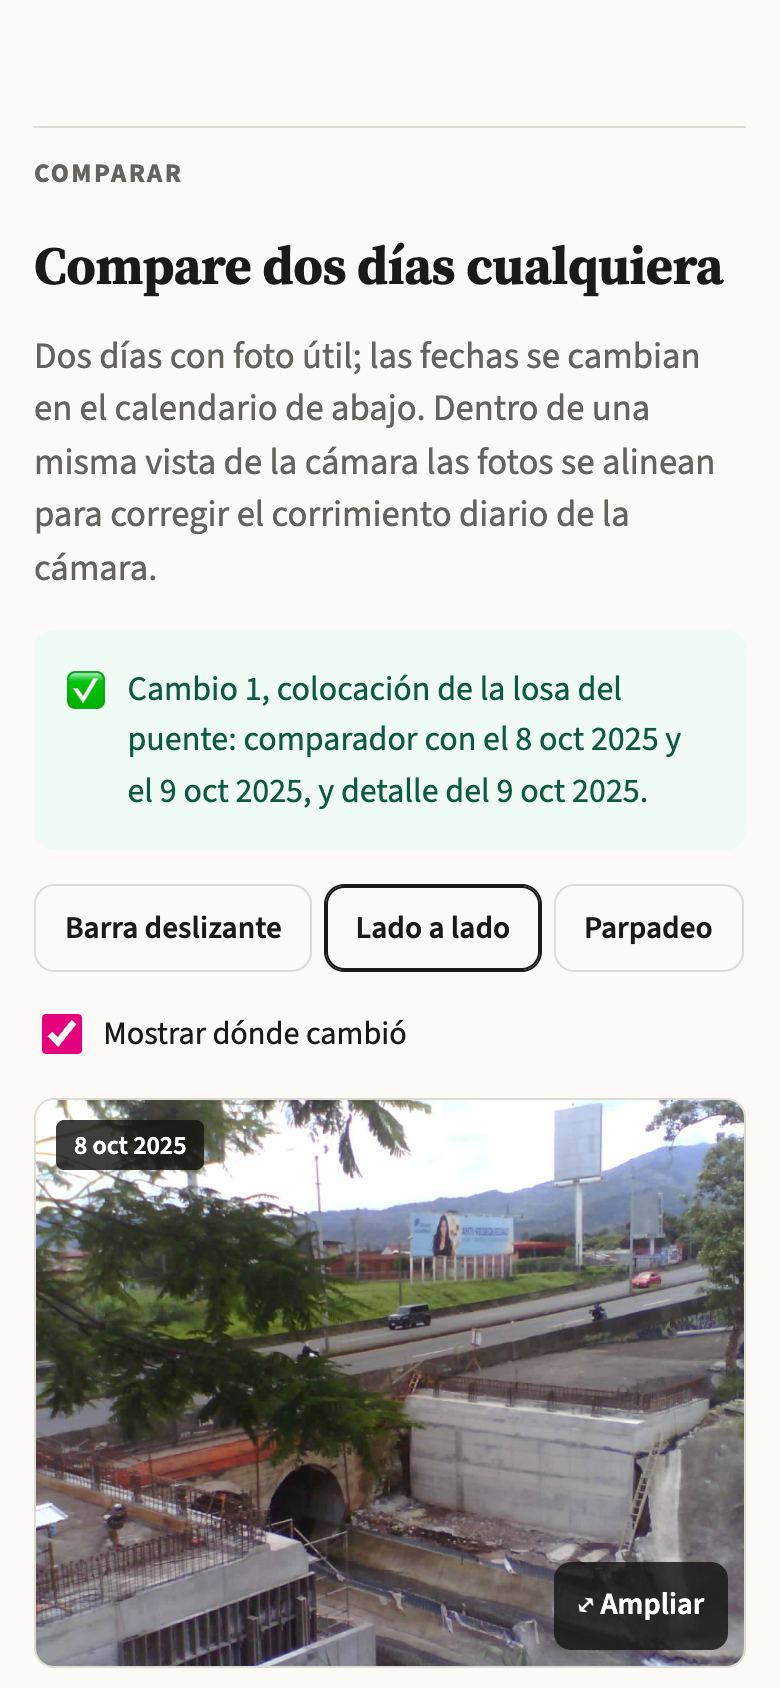 COMPARAR
Compare dos días cualquiera
Dos días con foto útil; las fechas se cambian
en el calendario de abajo. Dentro de una
misma vista de la cámara las fotos se alinean
para corregir el corrimiento diario de la
cámara.
Cambio 1, colocación de la losa del
puente: comparador con el 8 oct 2025 y
el 9 oct 2025, y detalle del 9 oct 2025.
Barra deslizante
Lado a lado
Parpadeo
Mostrar dónde cambió
8 oct 2025
Ampliar